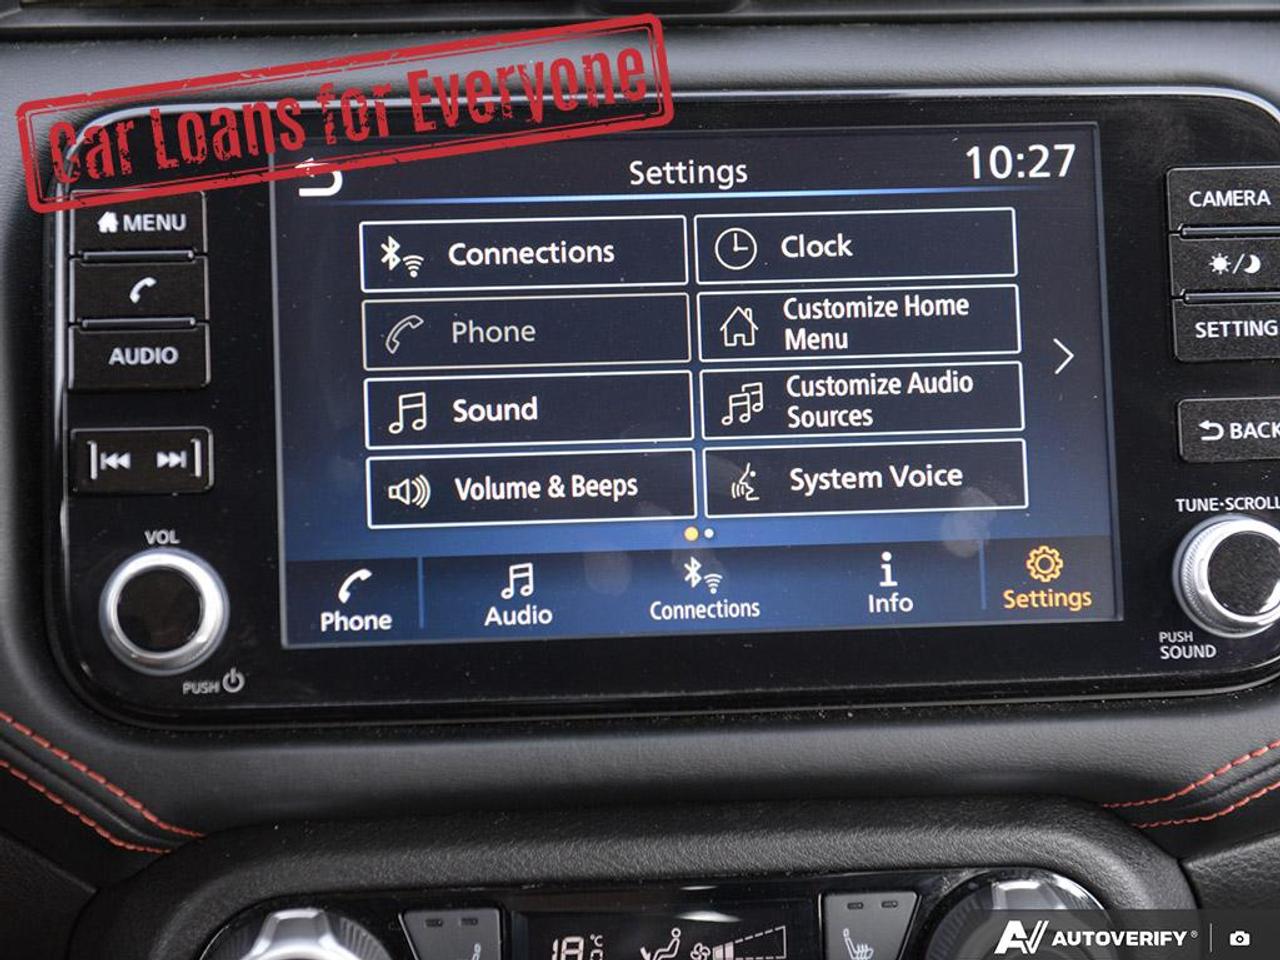 Car Loans for Everyone
Settings
10:27
MENU
AUDIO
VOL
PUSH
Connections
Phone
Sound
Volume & Beeps
Clock
Customize Home
Menu
Customize Audio
Sources
System Voice
Phone
Audio
Connections
Info
Settings
CAMERA
SETTING
BACK
TUNE·SCROLL
PUSH
SOUND
18°C
AUTOVERIFY